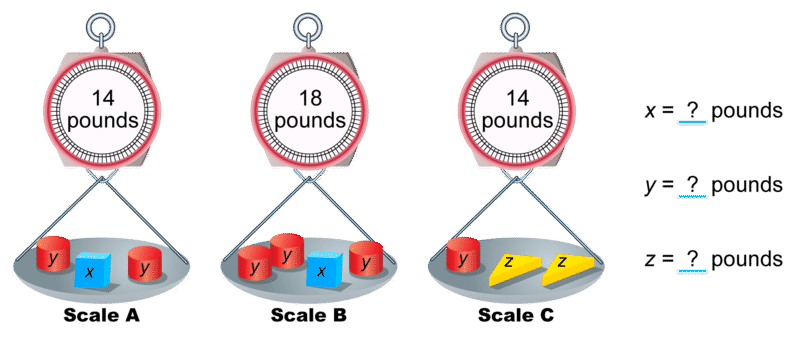 14
pounds
18
pounds
14
pounds
x = ? pounds
y = ? pounds
z = ? pounds
y
x
y
y
y
x
y
y
z
z
Scale A
Scale B
Scale C